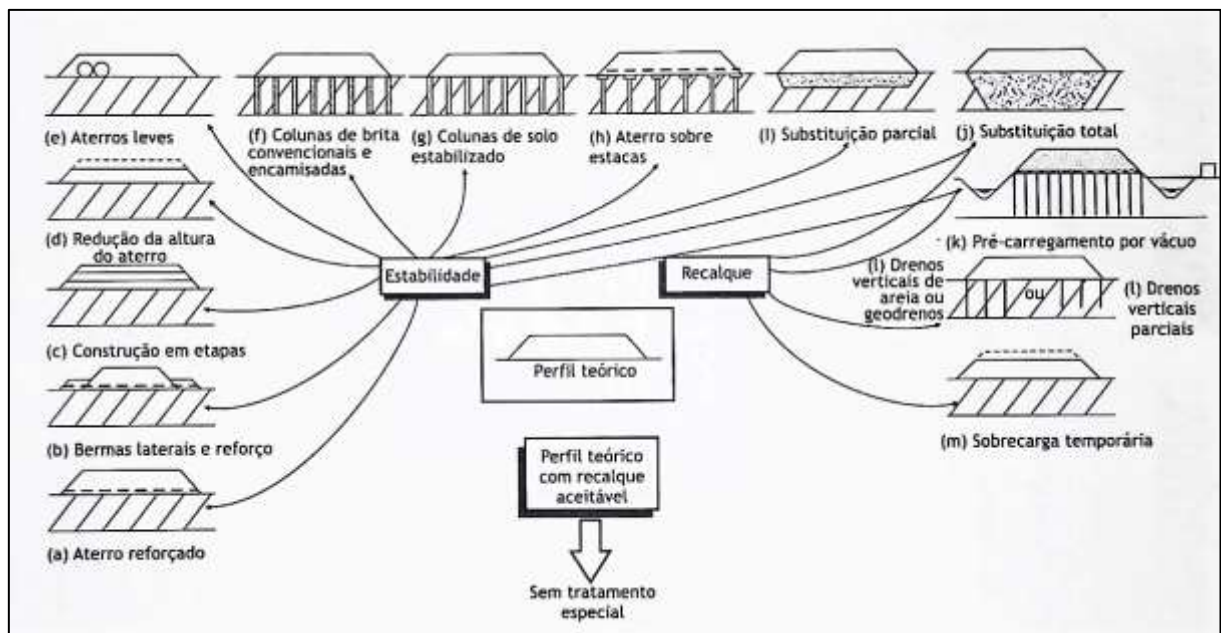 (e) Aterros leves
(f) Colunas de brita
convencionais e
encamisadas
(g) Colunas de solo
estabilizado
(h) Aterro sobre
estacas
(i) Substituição parcial
(j) Substituição total
(d) Redução da altura
do aterro
(k) Pré-carregamento por vácuo
Estabilidade
Recalque
(l) Drenos
verticais de
areia ou
geodrenos
ou
(l) Drenos
verticais
parciais
(c) Construção em etapas
Perfil teórico
(b) Bermas laterais e reforço
(m) Sobrecarga temporária
Perfil teórico
com recalque
aceitável
(a) Aterro reforçado
Sem tratamento
especial